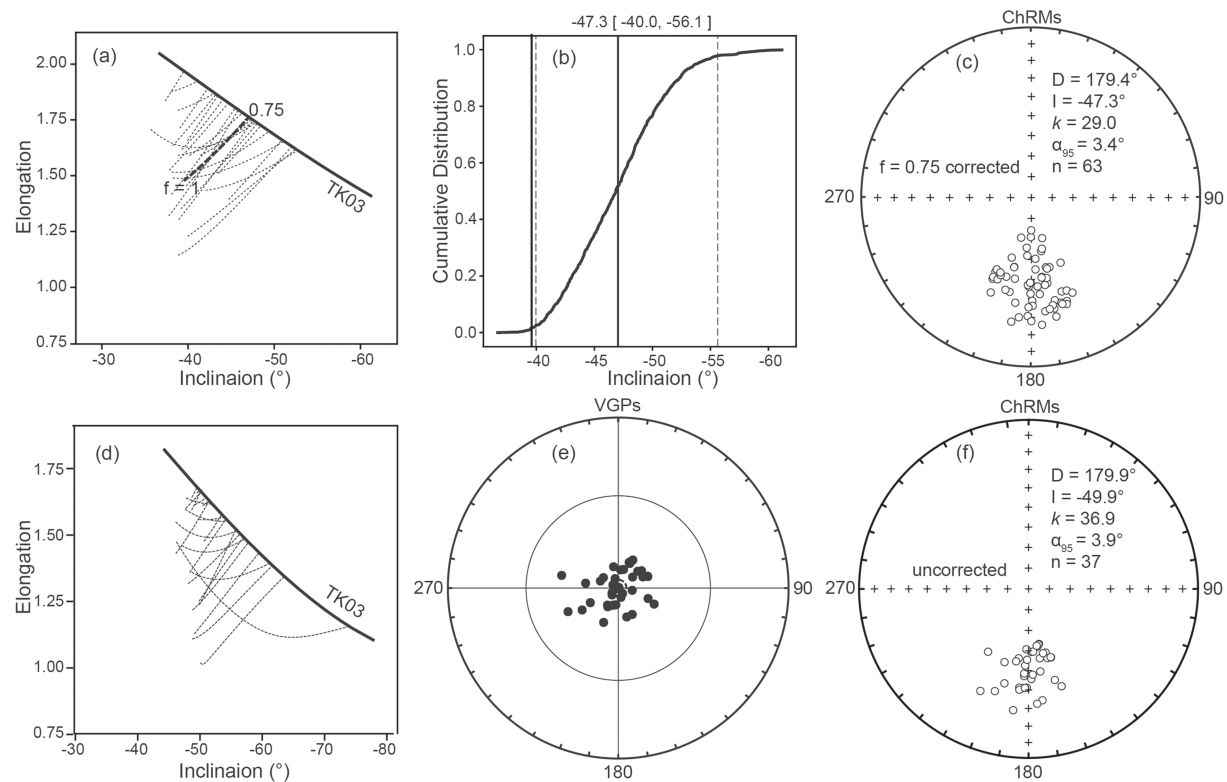 (a)
2.00
1.75
1.50
1.25
1.00
0.75
Elongation
0.75
f = 1
TK03
-30
-40
-50
-60
Inclinaion (°)
-47.3 [ -40.0, -56.1 ]
(b)
1.0
0.8
0.6
0.4
0.2
0.0
Cumulative Distribution
-40
-45
-50
-55
-60
Inclinaion (°)
ChRMs
(c)
D = 179.4°
I = -47.3°
k = 29.0
α95 = 3.4°
n = 63
f = 0.75 corrected
270
90
180
(d)
1.75
1.50
1.25
1.00
0.75
Elongation
TK03
-30
-40
-50
-60
-70
-80
Inclinaion (°)
VGPs
(e)
270
90
180
ChRMs
(f)
D = 179.9°
I = -49.9°
k = 36.9
α95 = 3.9°
n = 37
uncorrected
270
90
180